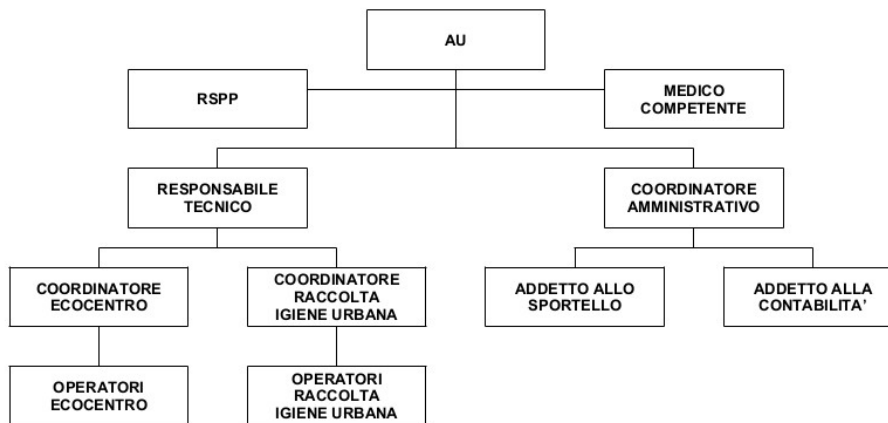 AU
RSPP
MEDICO
COMPETENTE
RESPONSABILE
TECNICO
COORDINATORE
AMMINISTRATIVO
COORDINATORE
ECOCENTRO
COORDINATORE
RACCOLTA
IGIENE URBANA
ADDETTO ALLO
SPORTELLO
ADDETTO ALLA
CONTABILITA'
OPERATORI
ECOCENTRO
OPERATORI
RACCOLTA
IGIENE URBANA